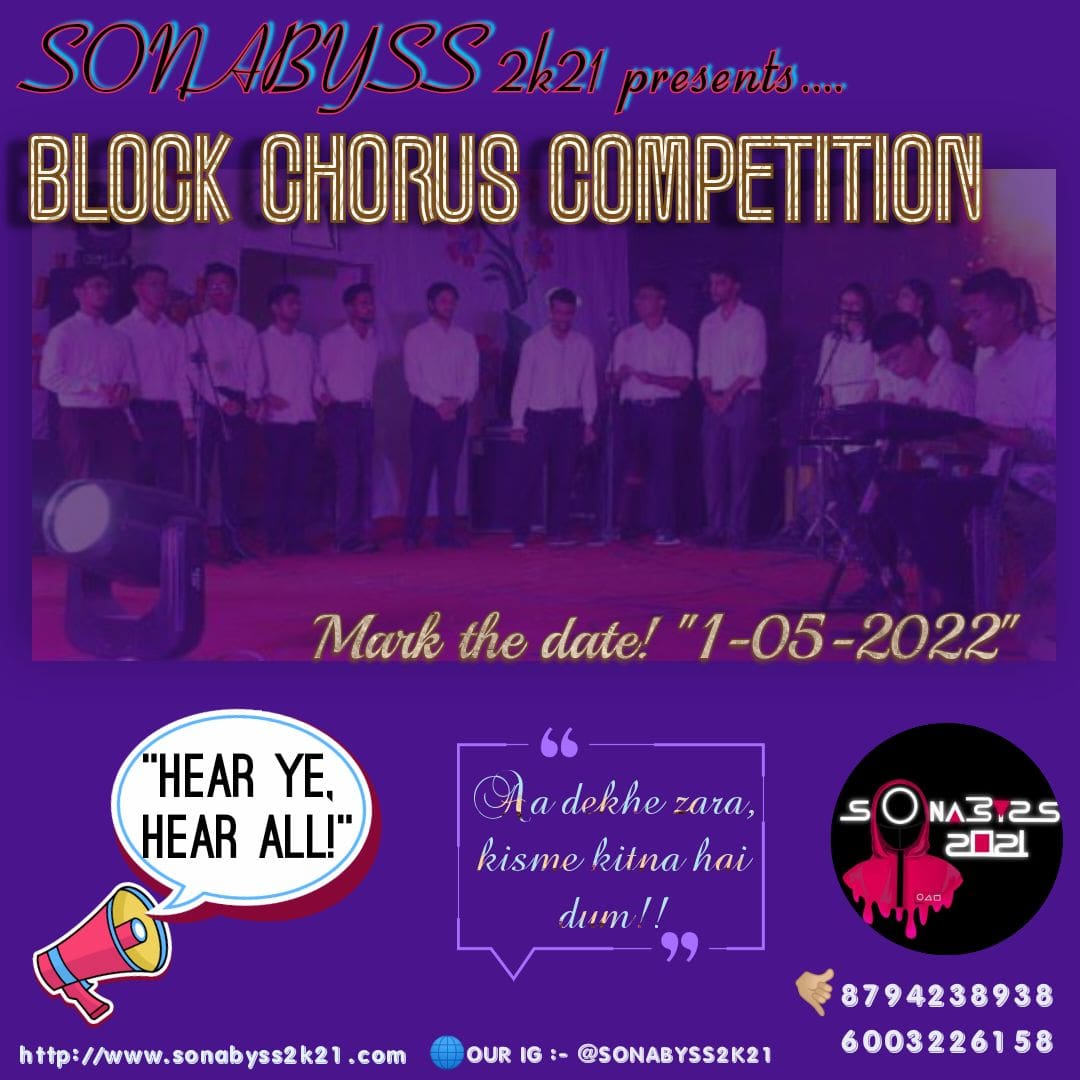 SONABYSS 2k21 presents....
BLOCK CHORUS COMPETITION
Mark the date! "1-05-2022"
"HEAR YE,
HEAR ALL!"
“
Aa dekhe zara,
kisme kitna hai
dum!!
”
SONABYSS
2021
8794238938
6003226158
http://www.sonabyss2k21.com
OUR IG :- @SONABYSS2K21